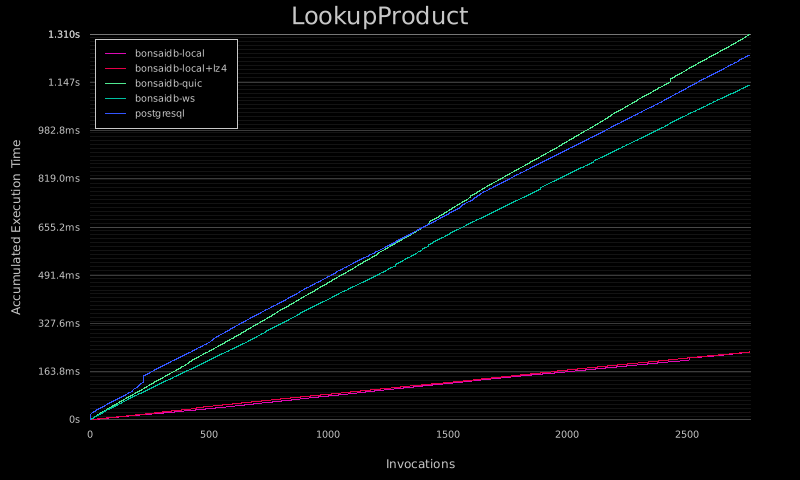 LookupProduct
1.310s
1.147s
982.8ms
819.0ms
655.2ms
491.4ms
327.6ms
163.8ms
0s
bonsaidb-local
bonsaidb-local+lz4
bonsaidb-quic
bonsaidb-ws
postgresql
Accumulated Execution Time
0
500
1000
1500
2000
2500
Invocations